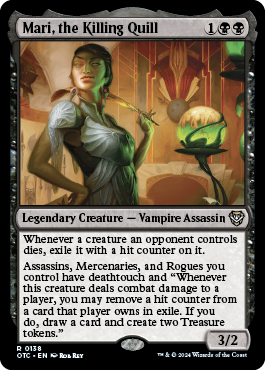 Mari, the Killing Quill 1
Legendary Creature — Vampire Assassin
Whenever a creature an opponent controls
dies, exile it with a hit counter on it.
Assassins, Mercenaries, and Rogues you
control have deathtouch and “Whenever
this creature deals combat damage to a
player, you may remove a hit counter from
a card that player owns in exile. If you
do, draw a card and create two Treasure
tokens.”
3/2
R 0138
OTC • EN Rob Rey
™ & © 2024 Wizards of the Coast